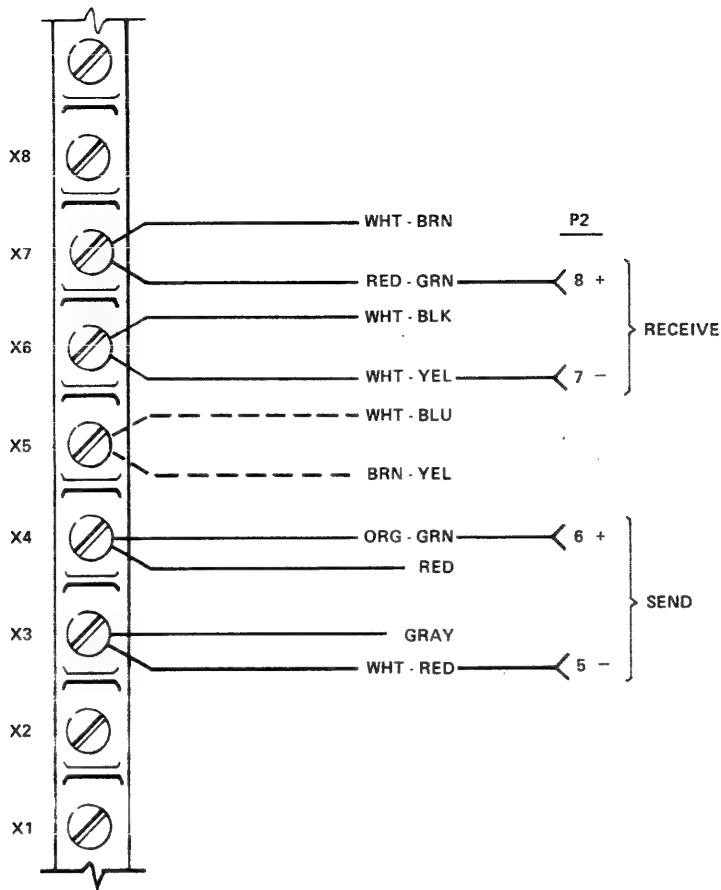 X8
WHT - BRN
P2
X7
RED - GRN 8 +
WHT - BLK
RECEIVE
X6
WHT - YEL 7 −
WHT - BLU
X5
BRN - YEL
X4
ORG - GRN 6 +
RED
SEND
X3
GRAY
WHT - RED 5 −
X2
X1